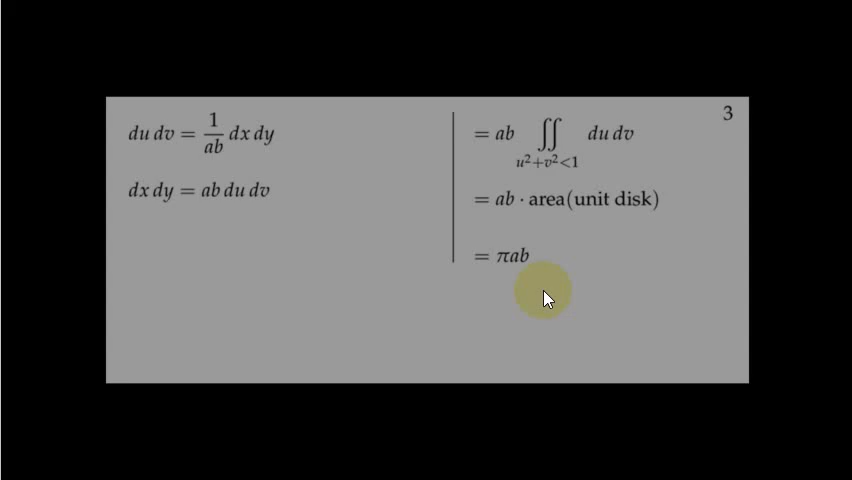 3
du dv = 1/ab dx dy
dx dy = ab du dv
= ab ∬ du dv
u²+v²<1
= ab · area(unit disk)
= πab